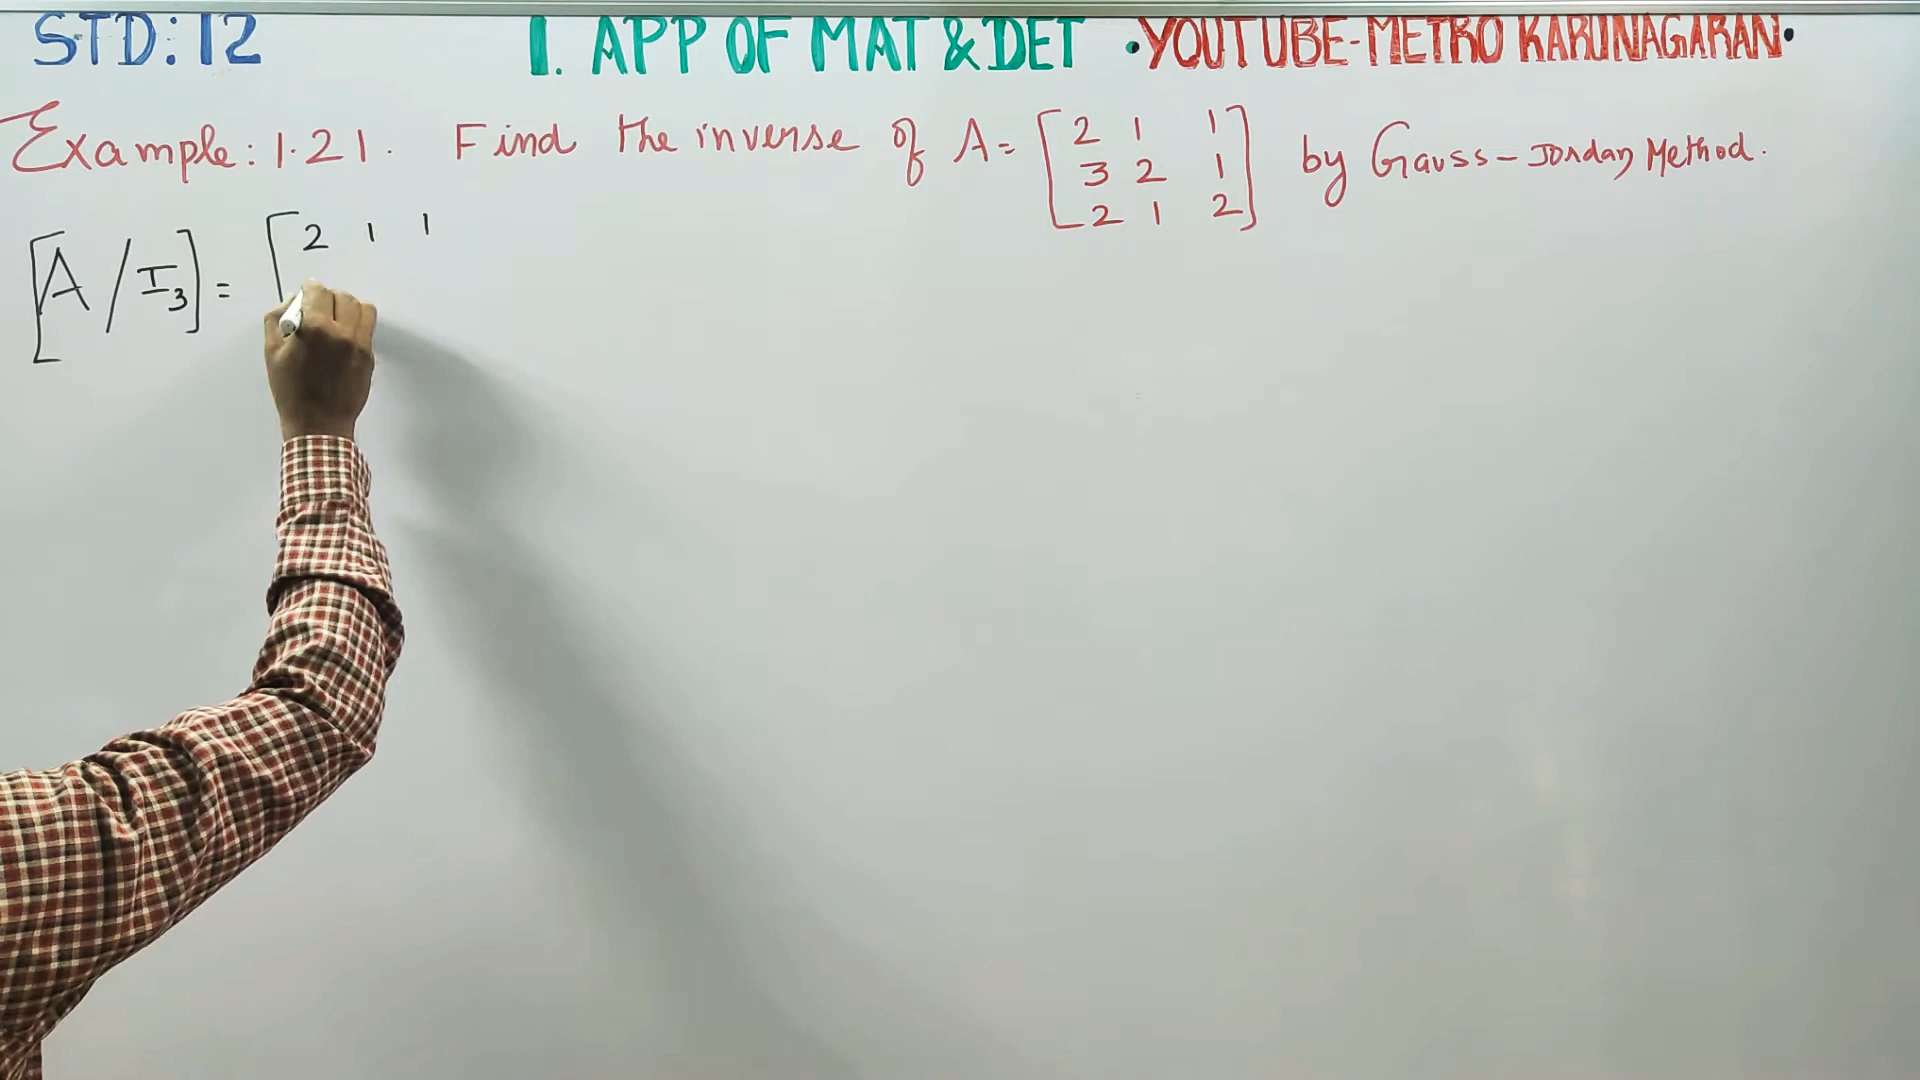 STD:12 1. APP OF MAT & DET •YOUTUBE-METRO KARUNAGARAN•
Example: 1.21. Find the inverse of A = [2 1 1
3 2 1
2 1 2] by Gauss-Jordan Method.
[A/I₃] = [2 1 1